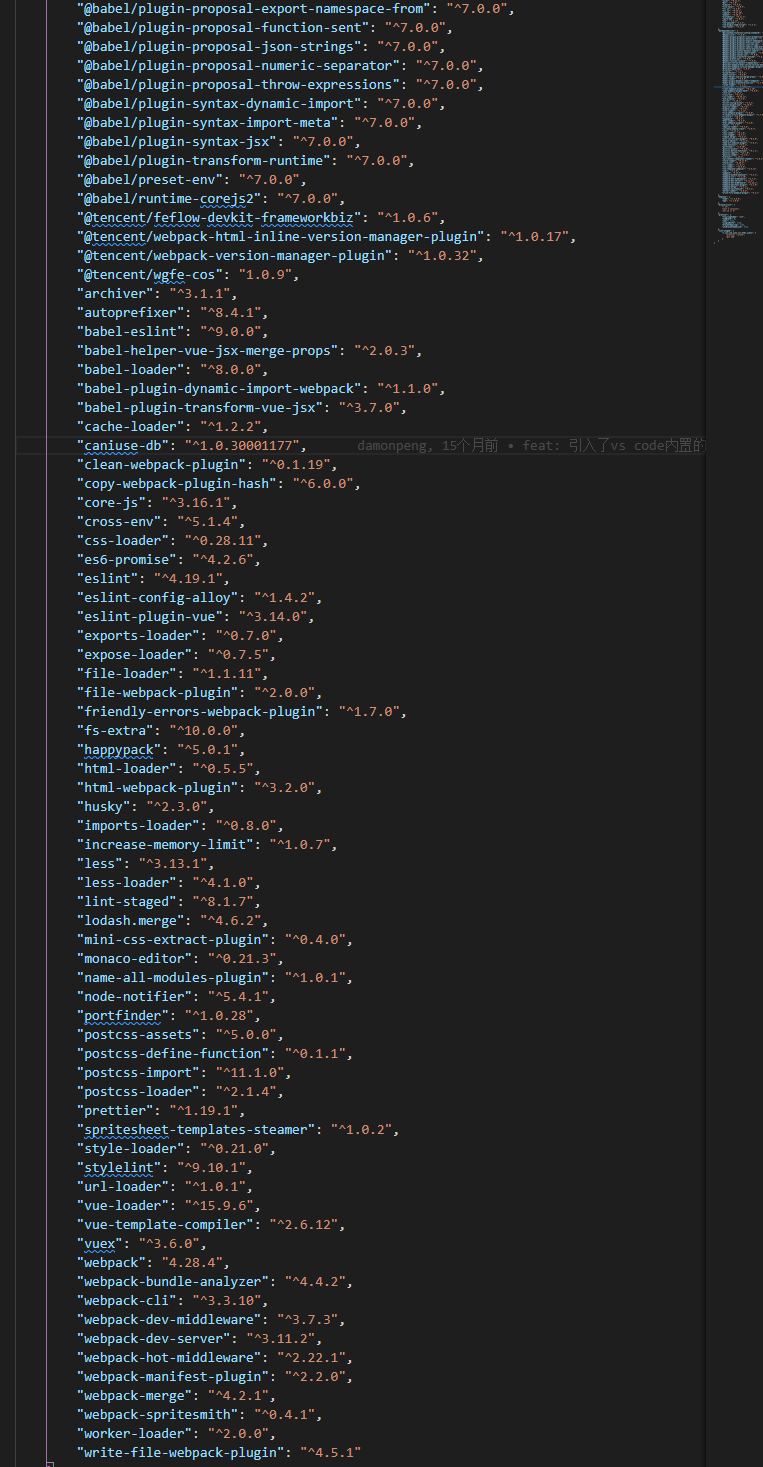 "@babel/plugin-proposal-export-namespace-from": "^7.0.0",
"@babel/plugin-proposal-function-sent": "^7.0.0",
"@babel/plugin-proposal-json-strings": "^7.0.0",
"@babel/plugin-proposal-numeric-separator": "^7.0.0",
"@babel/plugin-proposal-throw-expressions": "^7.0.0",
"@babel/plugin-syntax-dynamic-import": "^7.0.0",
"@babel/plugin-syntax-import-meta": "^7.0.0",
"@babel/plugin-syntax-jsx": "^7.0.0",
"@babel/plugin-transform-runtime": "^7.0.0",
"@babel/preset-env": "^7.0.0",
"@babel/runtime-corejs2": "^7.0.0",
"@tencent/feflow-devkit-frameworkbiz": "^1.0.6",
"@tencent/webpack-html-inline-version-manager-plugin": "^1.0.17",
"@tencent/webpack-version-manager-plugin": "^1.0.32",
"@tencent/wgfe-cos": "1.0.9",
"archiver": "^3.1.1",
"autoprefixer": "^8.4.1",
"babel-eslint": "^9.0.0",
"babel-helper-vue-jsx-merge-props": "^2.0.3",
"babel-loader": "^8.0.0",
"babel-plugin-dynamic-import-webpack": "^1.1.0",
"babel-plugin-transform-vue-jsx": "^3.7.0",
"cache-loader": "^1.2.2",
"caniuse-db": "^1.0.30001177", damonpeng, 15个月前 • feat: 引入了vs code内置的
"clean-webpack-plugin": "^0.1.19",
"copy-webpack-plugin-hash": "^6.0.0",
"core-js": "^3.16.1",
"cross-env": "^5.1.4",
"css-loader": "^0.28.11",
"es6-promise": "^4.2.6",
"eslint": "^4.19.1",
"eslint-config-alloy": "^1.4.2",
"eslint-plugin-vue": "^3.14.0",
"exports-loader": "^0.7.0",
"expose-loader": "^0.7.5",
"file-loader": "^1.1.11",
"file-webpack-plugin": "^2.0.0",
"friendly-errors-webpack-plugin": "^1.7.0",
"fs-extra": "^10.0.0",
"happypack": "^5.0.1",
"html-loader": "^0.5.5",
"html-webpack-plugin": "^3.2.0",
"husky": "^2.3.0",
"imports-loader": "^0.8.0",
"increase-memory-limit": "^1.0.7",
"less": "^3.13.1",
"less-loader": "^4.1.0",
"lint-staged": "^8.1.7",
"lodash.merge": "^4.6.2",
"mini-css-extract-plugin": "^0.4.0",
"monaco-editor": "^0.21.3",
"name-all-modules-plugin": "^1.0.1",
"node-notifier": "^5.4.1",
"portfinder": "^1.0.28",
"postcss-assets": "^5.0.0",
"postcss-define-function": "^0.1.1",
"postcss-import": "^11.1.0",
"postcss-loader": "^2.1.4",
"prettier": "^1.19.1",
"spritesheet-templates-steamer": "^1.0.2",
"style-loader": "^0.21.0",
"stylelint": "^9.10.1",
"url-loader": "^1.0.1",
"vue-loader": "^15.9.6",
"vue-template-compiler": "^2.6.12",
"vuex": "^3.6.0",
"webpack": "4.28.4",
"webpack-bundle-analyzer": "^4.4.2",
"webpack-cli": "^3.3.10",
"webpack-dev-middleware": "^3.7.3",
"webpack-dev-server": "^3.11.2",
"webpack-hot-middleware": "^2.22.1",
"webpack-manifest-plugin": "^2.2.0",
"webpack-merge": "^4.2.1",
"webpack-spritesmith": "^0.4.1",
"worker-loader": "^2.0.0",
"write-file-webpack-plugin": "^4.5.1"